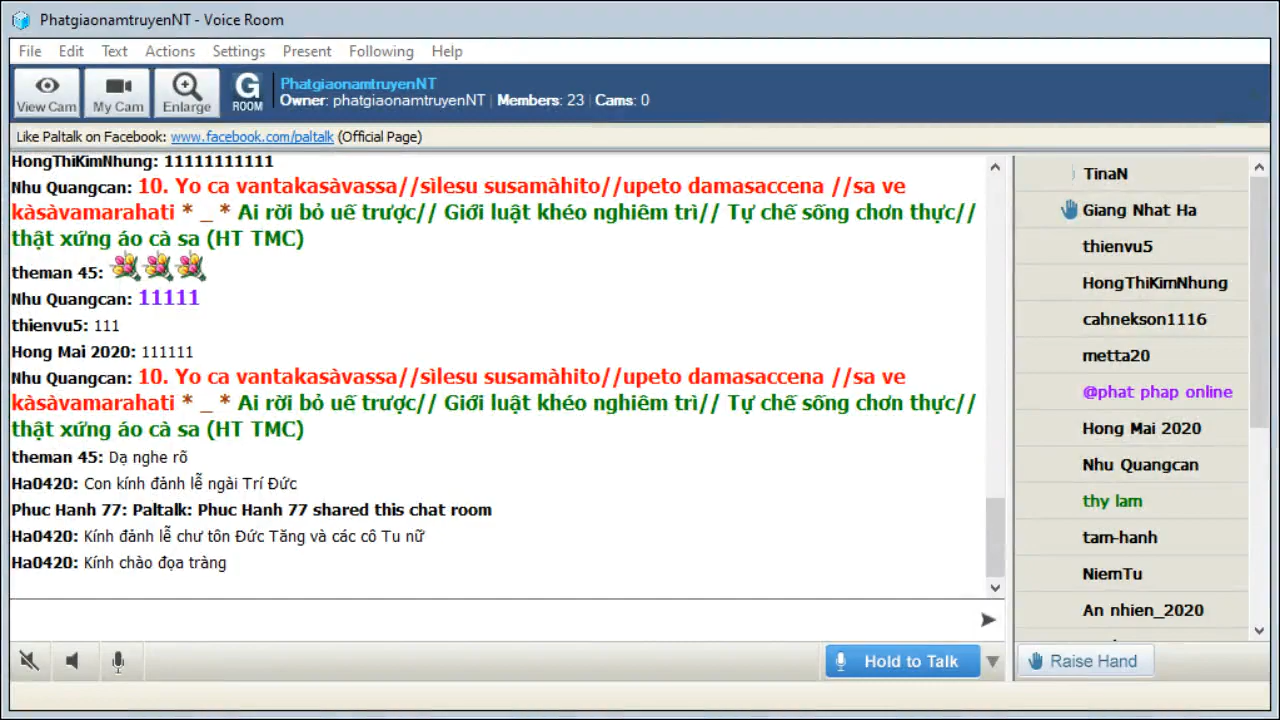 PhatgiaonamtruyenNT - Voice Room
File Edit Text Actions Settings Present Following Help
View Cam My Cam Enlarge G ROOM
PhatgiaonamtruyenNT
Owner: phatgiaonamtruyenNT | Members: 23 | Cams: 0
Like Paltalk on Facebook: www.facebook.com/paltalk (Official Page)
HongThiKimNhung: 11111111111
Nhu Quangcan: 10. Yo ca vantakasàvassa//sìlesu susamàhito//upeto damasaccena //sa ve
kàsàvamarahati * _ * Ai rời bỏ uế trược// Giới luật khéo nghiêm trì// Tự chế sống chơn thực//
thật xứng áo cà sa (HT TMC)
theman 45:
Nhu Quangcan: 11111
thienvu5: 111
Hong Mai 2020: 111111
Nhu Quangcan: 10. Yo ca vantakasàvassa//sìlesu susamàhito//upeto damasaccena //sa ve
kàsàvamarahati * _ * Ai rời bỏ uế trược// Giới luật khéo nghiêm trì// Tự chế sống chơn thực//
thật xứng áo cà sa (HT TMC)
theman 45: Dạ nghe rõ
Ha0420: Con kính đảnh lễ ngài Trí Đức
Phuc Hanh 77: Paltalk: Phuc Hanh 77 shared this chat room
Ha0420: Kính đảnh lễ chư tôn Đức Tăng và các cô Tu nữ
Ha0420: Kính chào đọa tràng
TinaN
Giang Nhat Ha
thienvu5
HongThiKimNhung
cahnekson1116
metta20
@phat phap online
Hong Mai 2020
Nhu Quangcan
thy lam
tam-hanh
NiemTu
An nhien_2020
Hold to Talk
Raise Hand